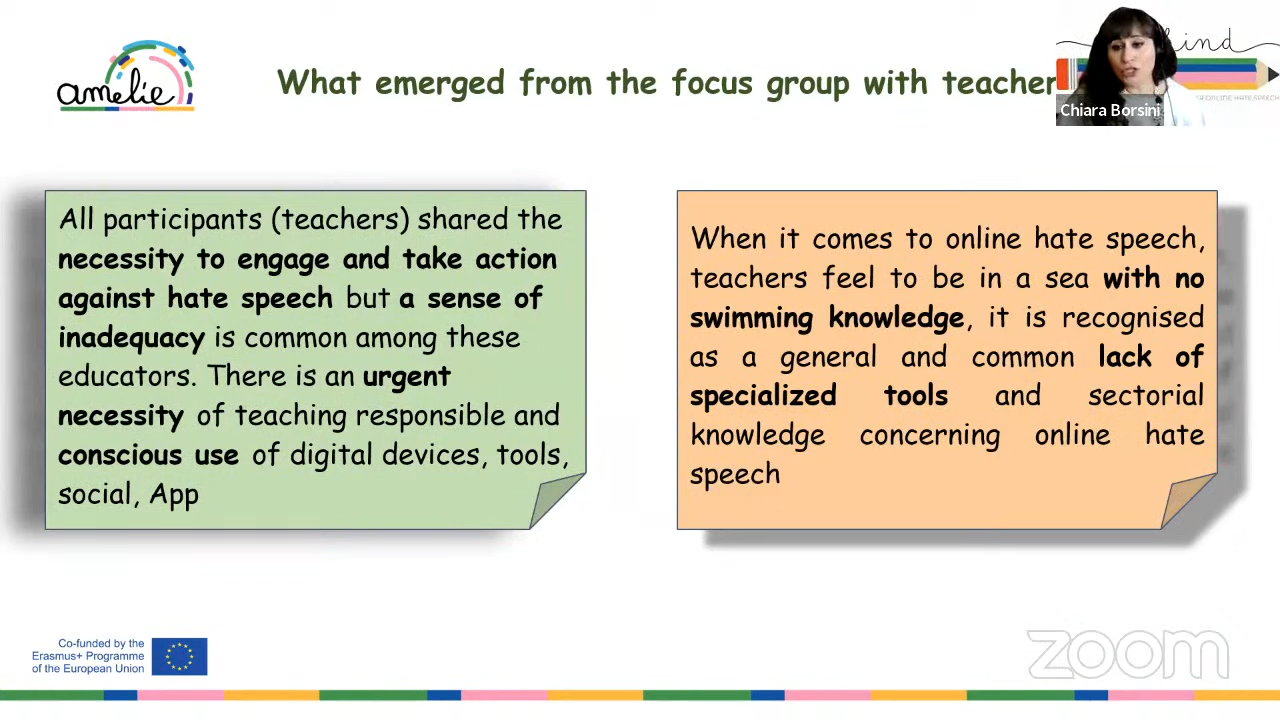 amelie
What emerged from the focus group with teacher
hind
Chiara Borsini
All participants (teachers) shared the
necessity to engage and take action
against hate speech but a sense of
inadequacy is common among these
educators. There is an urgent
necessity of teaching responsible and
conscious use of digital devices, tools,
social, App
When it comes to online hate speech,
teachers feel to be in a sea with no
swimming knowledge, it is recognised
as a general and common lack of
specialized tools and sectorial
knowledge concerning online hate
speech
Co-funded by the
Erasmus+ Programme
of the European Union
zoom